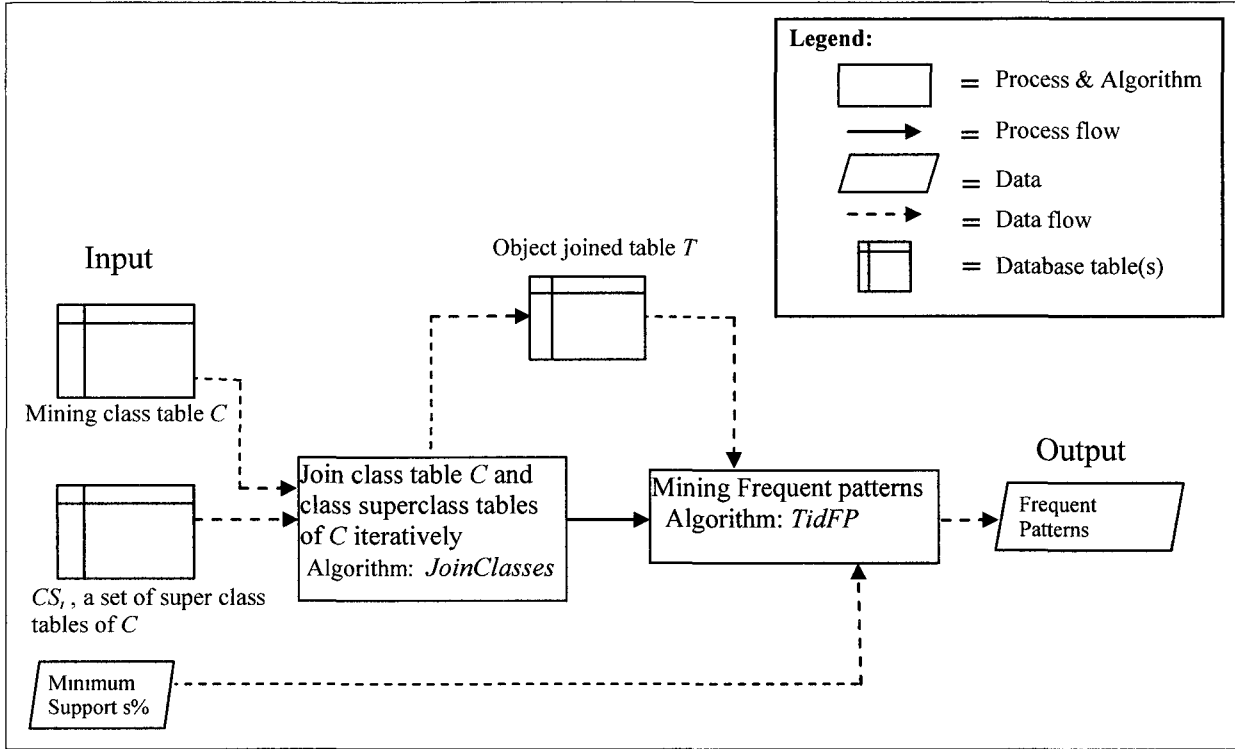 Legend:
= Process & Algorithm
= Process flow
= Data
= Data flow
= Database table(s)
Object joined table T
Input
Mining class table C
Join class table C and
class superclass tables
of C iteratively
Algorithm: JoinClasses
Mining Frequent patterns
Algorithm: TidFP
Output
Frequent
Patterns
CSi , a set of super class
tables of C
Minimum
Support s%